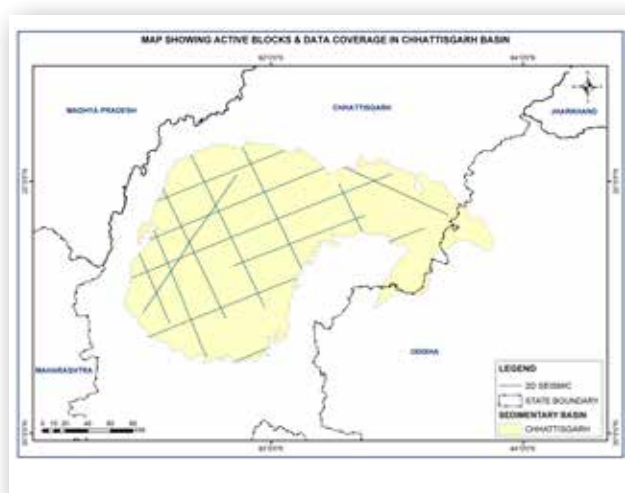 MAP SHOWING ACTIVE BLOCKS & DATA COVERAGE IN CHHATTISGARH BASIN
MADHYA PRADESH
CHHATTISGARH
JHARKHAND
MAHARASHTRA
ODISHA
LEGEND
2D SEISMIC
STATE BOUNDARY
SEDIMENTARY BASIN
CHHATTISGARH